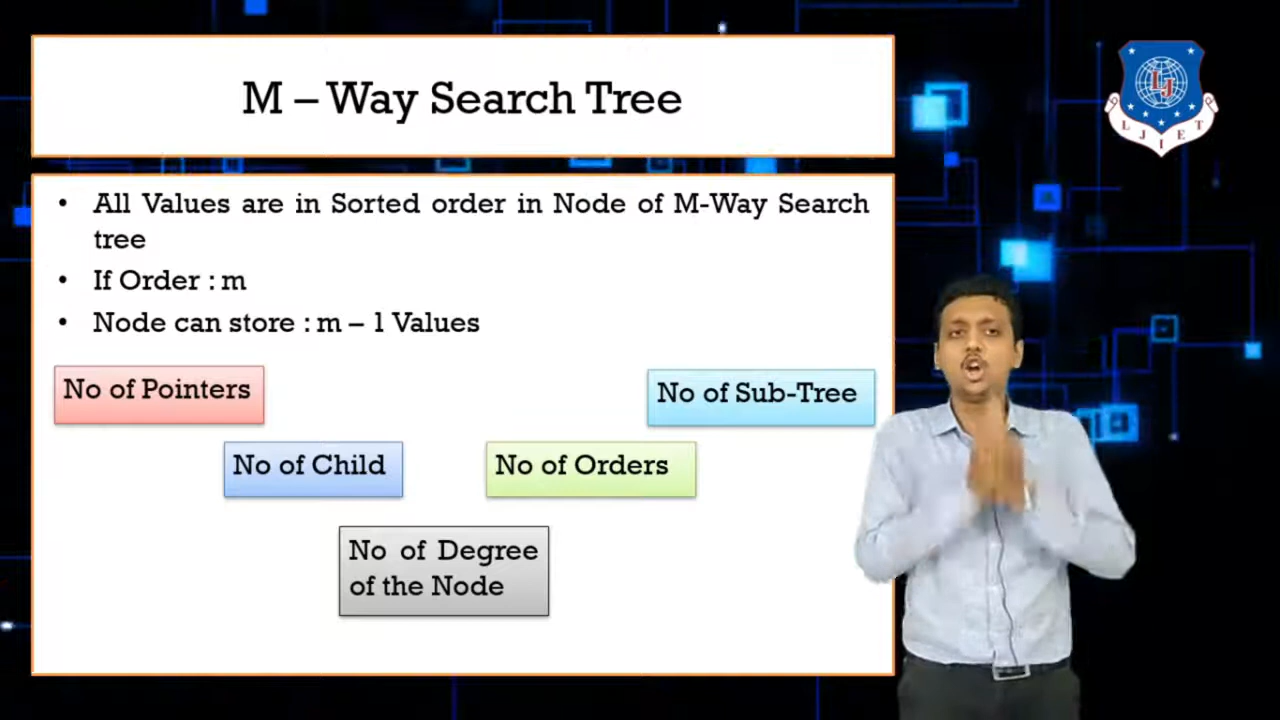 M – Way Search Tree
L J I E T
LJ
• All Values are in Sorted order in Node of M-Way Search
tree
• If Order : m
• Node can store : m – 1 Values
No of Pointers
No of Sub-Tree
No of Child
No of Orders
No of Degree
of the Node